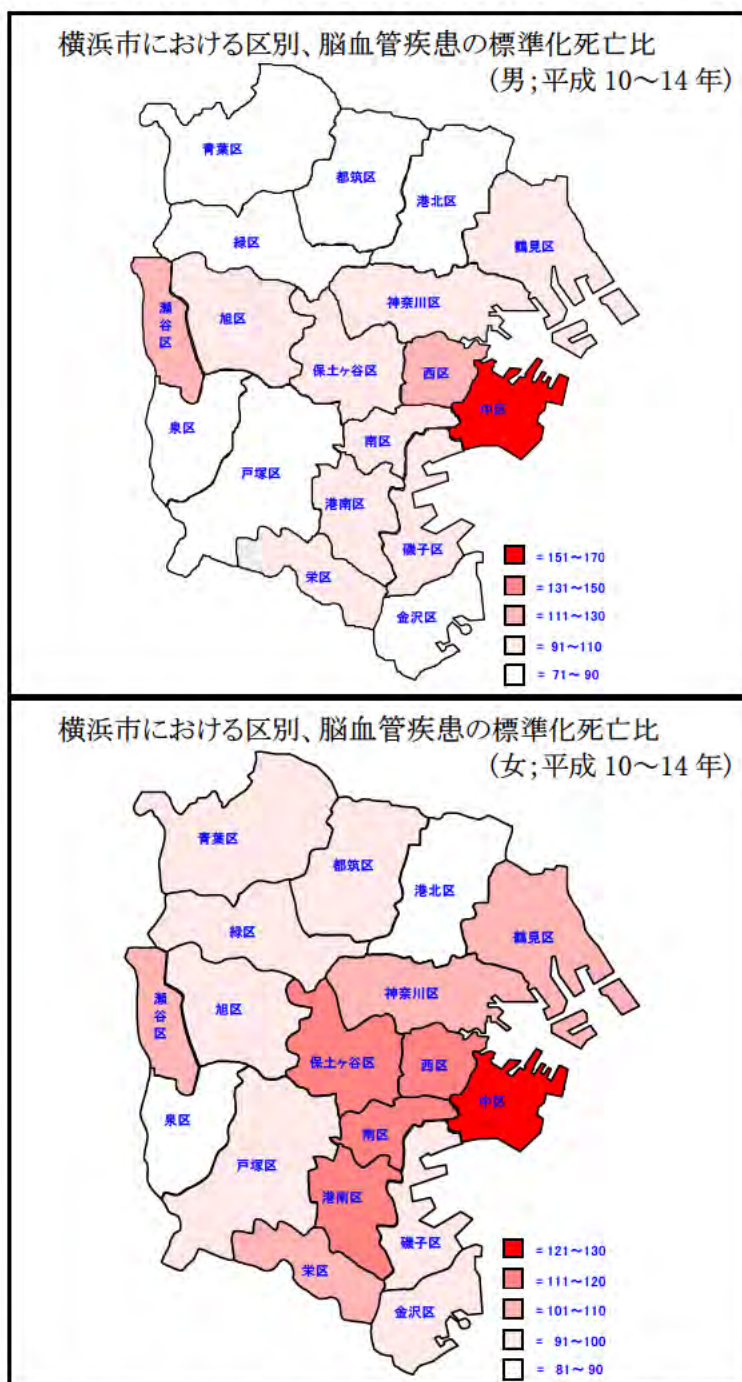 横浜市における区別、脳血管疾患の標準化死亡比
(男;平成 10～14 年)
青葉区
都筑区
港北区
鶴見区
緑区
神奈川区
瀬谷区
旭区
保土ヶ谷区
西区
中区
泉区
南区
戸塚区
港南区
磯子区
栄区
金沢区
= 151～170
= 131～150
= 111～130
= 91～110
= 71～ 90
横浜市における区別、脳血管疾患の標準化死亡比
(女;平成 10～14 年)
青葉区
都筑区
港北区
鶴見区
緑区
神奈川区
瀬谷区
旭区
保土ヶ谷区
西区
中区
泉区
南区
戸塚区
港南区
磯子区
栄区
金沢区
= 121～130
= 111～120
= 101～110
= 91～100
= 81～ 90